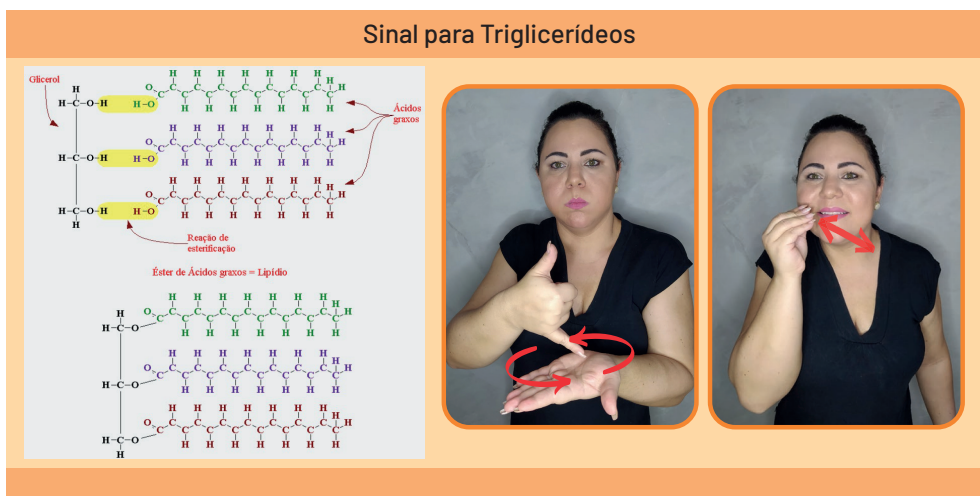 Sinal para Triglicerídeos
Glicerol
Ácidos
graxos
H
H H H H H H H H
H–C–O–H H–O C C C C C C C C C C C C C C C H
H H H H H H H H
H–C–O–H H–O
H–C–O–H H–O
H
Reação de
esterificação
Éster de Ácidos graxos = Lipídio
H
H–C–O
H–C–O
H–C–O
H